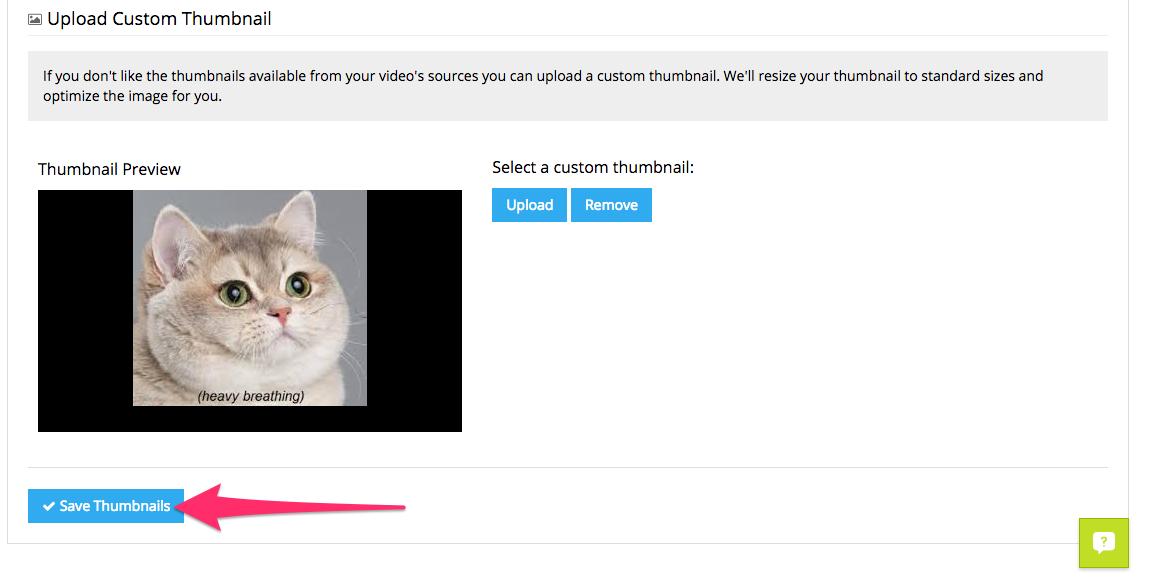 Upload Custom Thumbnail
If you don't like the thumbnails available from your video's sources you can upload a custom thumbnail. We'll resize your thumbnail to standard sizes and
optimize the image for you.
Thumbnail Preview
Select a custom thumbnail:
Upload Remove
(heavy breathing)
Save Thumbnails
?